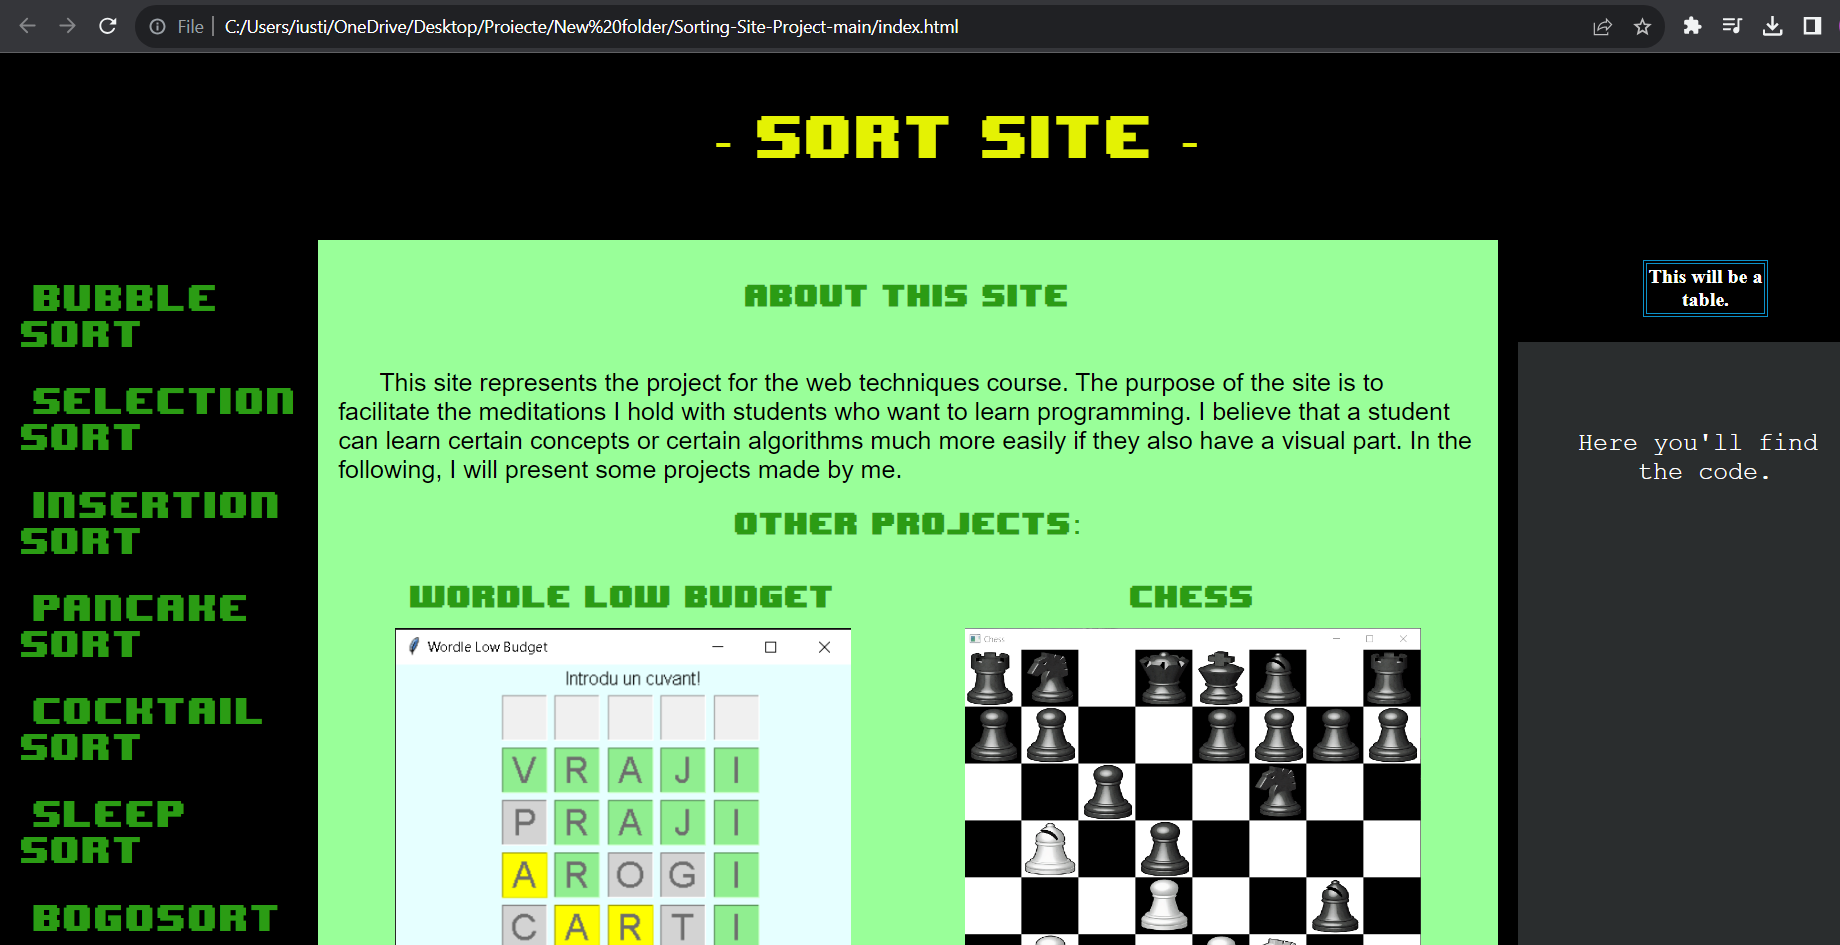 File
C:/Users/iusti/OneDrive/Desktop/Proiecte/New%20folder/Sorting-Site-Project-main/index.html
- SORT SITE -
BUBBLE
SORT
SELECTION
SORT
INSERTION
SORT
PANCAKE
SORT
COCKTAIL
SORT
SLEEP
SORT
BOGOSORT
ABOUT THIS SITE
This site represents the project for the web techniques course. The purpose of the site is to
facilitate the meditations I hold with students who want to learn programming. I believe that a student
can learn certain concepts or certain algorithms much more easily if they also have a visual part. In the
following, I will present some projects made by me.
OTHER PROJECTS:
WORDLE LOW BUDGET
Wordle Low Budget
Introdu un cuvant!
V R A J I
P R A J I
A R O G I
C A R T I
CHESS
Chess
This will be a
table.
Here you'll find
the code.